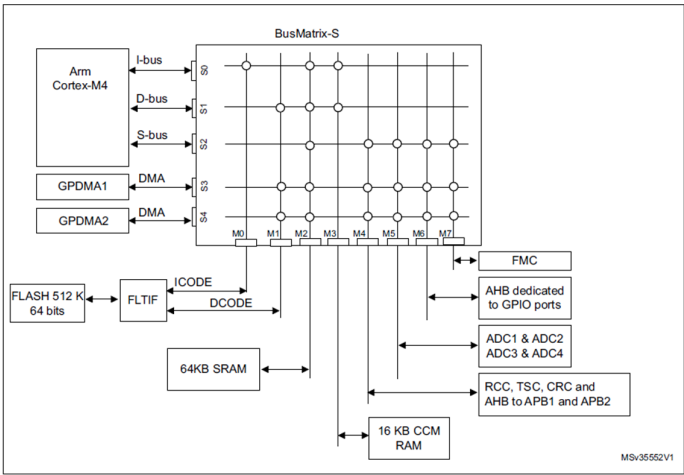 BusMatrix-S
Arm
Cortex-M4
I-bus
D-bus
S-bus
GPDMA1
DMA
GPDMA2
DMA
S0
S1
S2
S3
S4
M0
M1
M2
M3
M4
M5
M6
M7
FMC
ICODE
DCODE
FLASH 512 K
64 bits
FLTIF
AHB dedicated
to GPIO ports
ADC1 & ADC2
ADC3 & ADC4
64KB SRAM
RCC, TSC, CRC and
AHB to APB1 and APB2
16 KB CCM
RAM
MSv35552V1